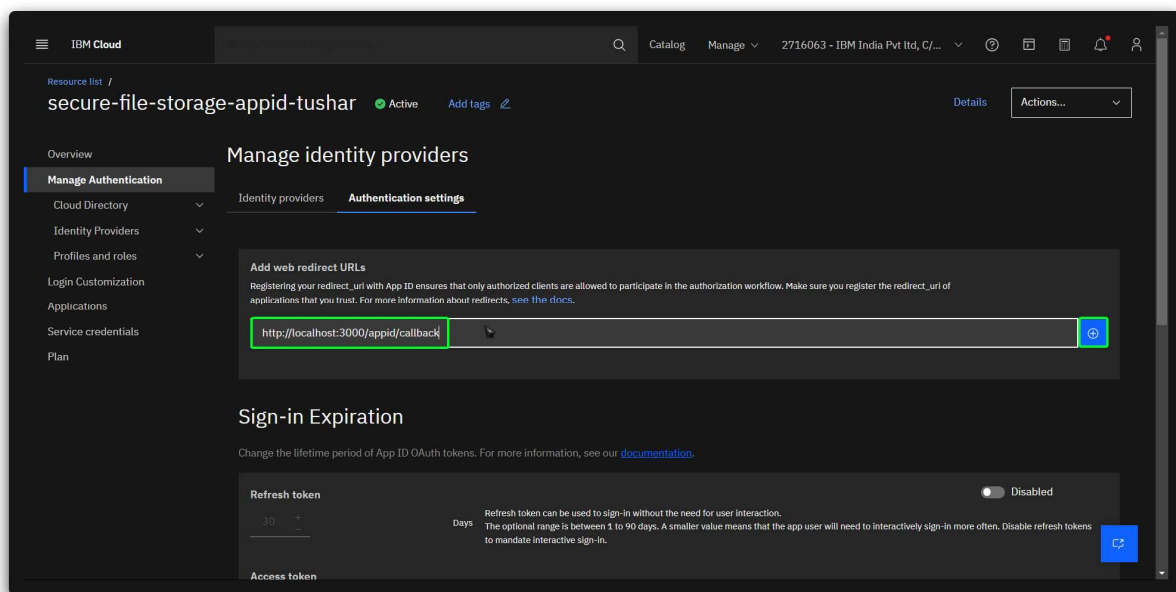 IBM Cloud
Catalog
Manage
2716063 - IBM India Pvt ltd, C/...
Resource list /
secure-file-storage-appid-tushar
Active
Add tags
Details
Actions...
Overview
Manage Authentication
Cloud Directory
Identity Providers
Profiles and roles
Login Customization
Applications
Service credentials
Plan
Manage identity providers
Identity providers
Authentication settings
Add web redirect URLs
Registering your redirect_uri with App ID ensures that only authorized clients are allowed to participate in the authorization workflow. Make sure you register the redirect_uri of
applications that you trust. For more information about redirects, see the docs.
http://localhost:3000/appid/callback
Sign-in Expiration
Change the lifetime period of App ID OAuth tokens. For more information, see our documentation.
Refresh token
Disabled
30
Days
Refresh token can be used to sign-in without the need for user interaction.
The optional range is between 1 to 90 days. A smaller value means that the app user will need to interactively sign-in more often. Disable refresh tokens
to mandate interactive sign-in.
Access token